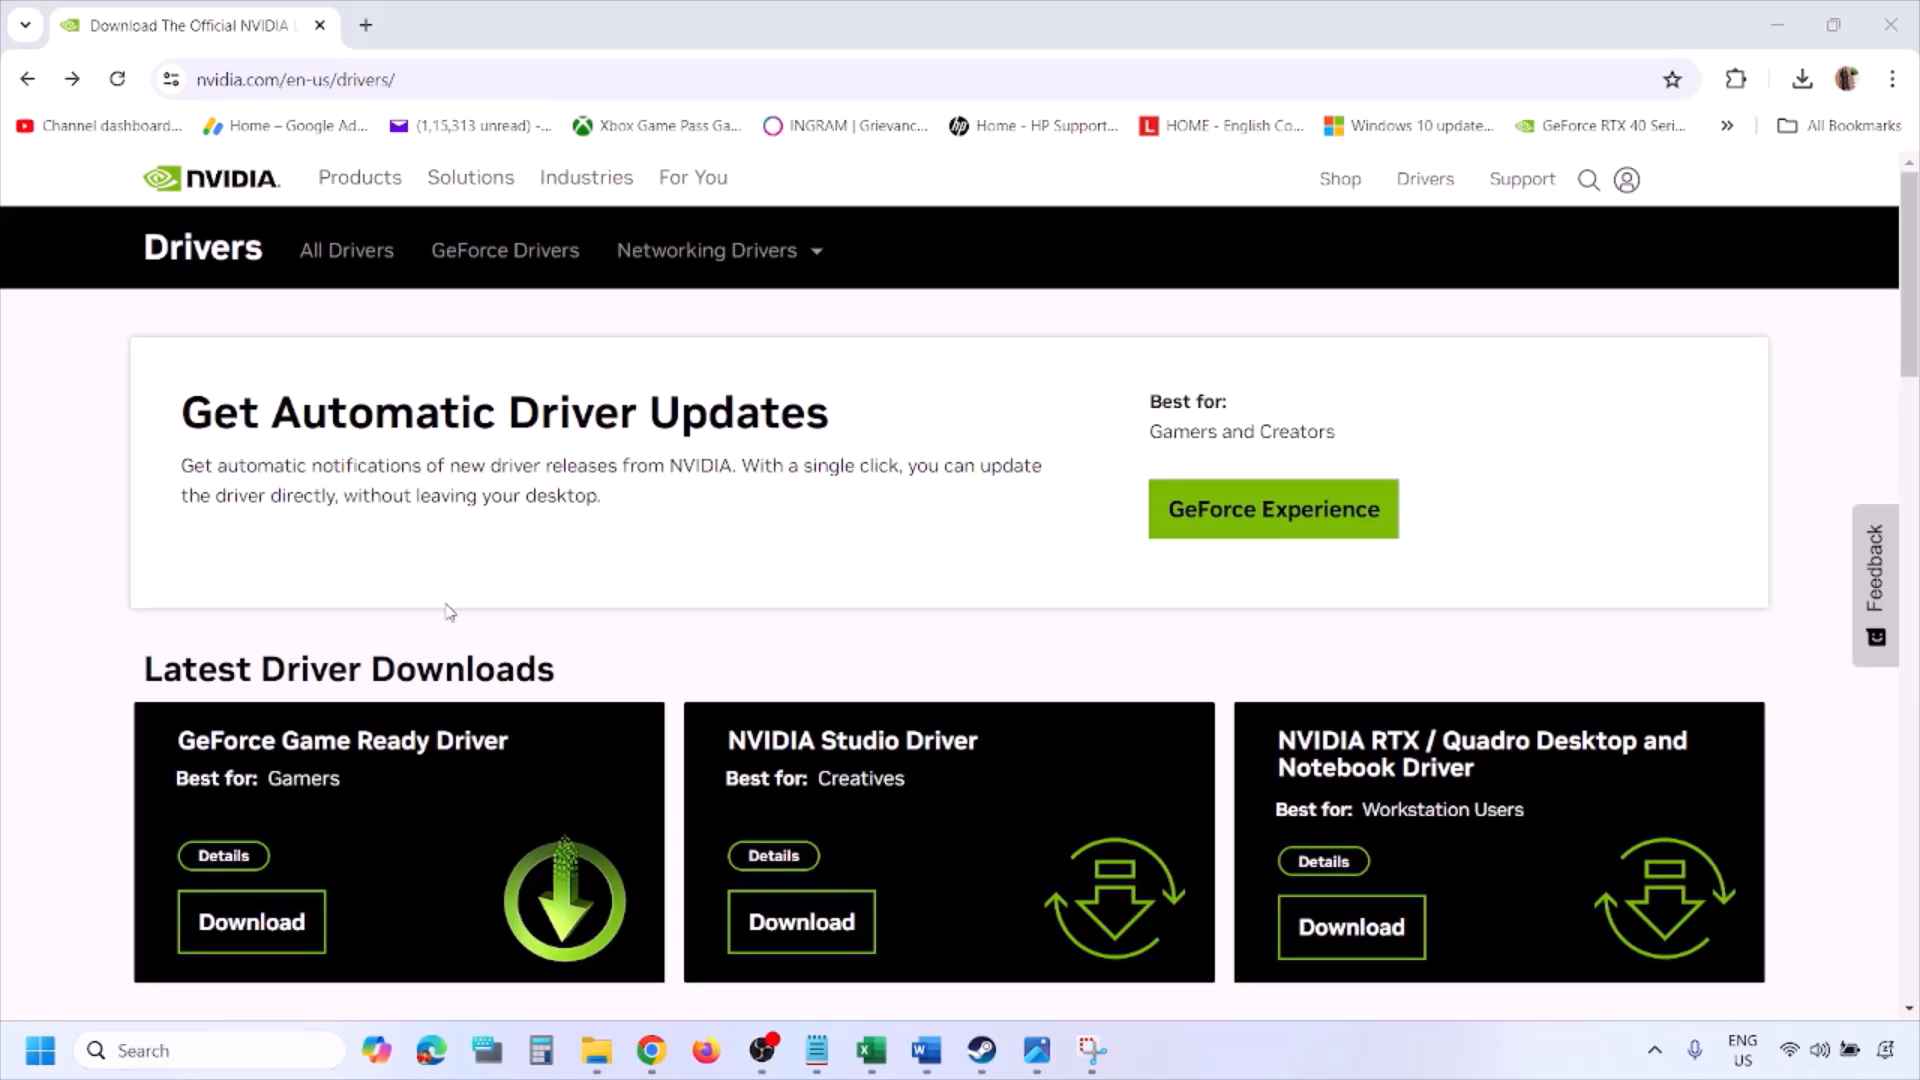 Download The Official NVIDIA
nvidia.com/en-us/drivers/
Channel dashboard... Home – Google Ad... (1,15,313 unread) -... Xbox Game Pass Ga... INGRAM | Grievanc... Home - HP Support... HOME - English Co... Windows 10 update... GeForce RTX 40 Seri... » All Bookmarks
NVIDIA. Products Solutions Industries For You Shop Drivers Support
Drivers All Drivers GeForce Drivers Networking Drivers
Get Automatic Driver Updates
Get automatic notifications of new driver releases from NVIDIA. With a single click, you can update
the driver directly, without leaving your desktop.
Best for:
Gamers and Creators
GeForce Experience
Feedback
Latest Driver Downloads
GeForce Game Ready Driver
Best for: Gamers
Details
Download
NVIDIA Studio Driver
Best for: Creatives
Details
Download
NVIDIA RTX / Quadro Desktop and
Notebook Driver
Best for: Workstation Users
Details
Download
Search
ENG
US